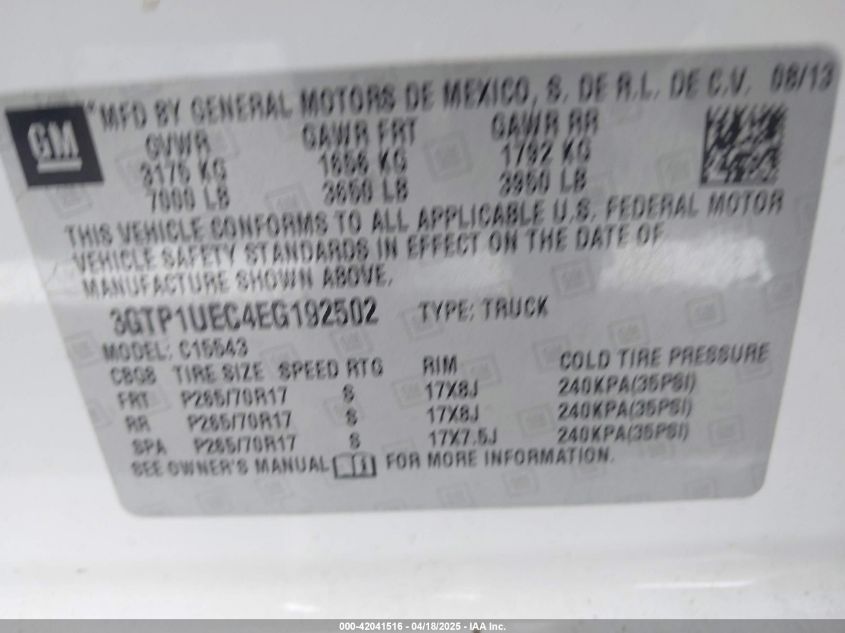 GM
MFD BY GENERAL MOTORS DE MEXICO, S. DE R.L. DE C.V. 08/13
GVWR GAWR FRT GAWR RR
3175 KG 1656 KG 1792 KG
7000 LB 3650 LB 3950 LB
THIS VEHICLE CONFORMS TO ALL APPLICABLE U.S. FEDERAL MOTOR
VEHICLE SAFETY STANDARDS IN EFFECT ON THE DATE OF
MANUFACTURE SHOWN ABOVE.
3GTP1UEC4EG192502 TYPE: TRUCK
MODEL: C15543
TIRE SIZE SPEED RTG RIM COLD TIRE PRESSURE
FRT P265/70R17 S 17X8J 240KPA(35PSI)
RR P265/70R17 S 17X8J 240KPA(35PSI)
SPA P265/70R17 S 17X7.5J 240KPA(35PSI)
SEE OWNER'S MANUAL FOR MORE INFORMATION.
000-42041516 - 04/18/2025 - IAA Inc.